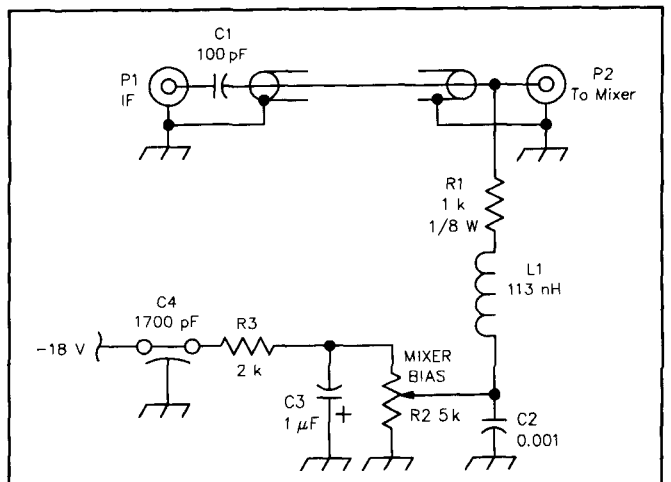 C1
100 pF
P1
IF
P2
To Mixer
R1
1 k
1/8 W
L1
113 nH
C4
1700 pF
-18 V
R3
2 k
MIXER
BIAS
C3
1 μF
+
R2 5k
C2
0.001